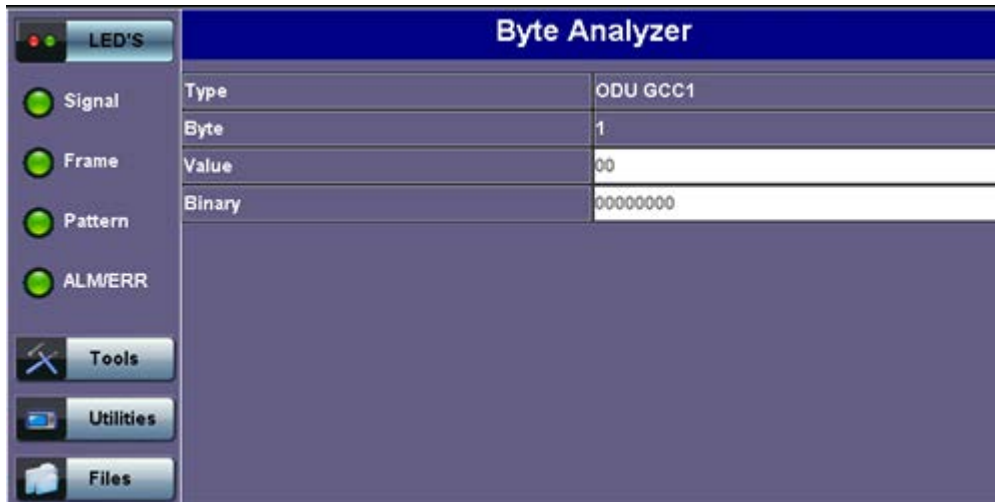 LED'S
Byte Analyzer
Signal
Frame
Pattern
ALM/ERR
Tools
Utilities
Files
Type ODU GCC1
Byte 1
Value 00
Binary 00000000